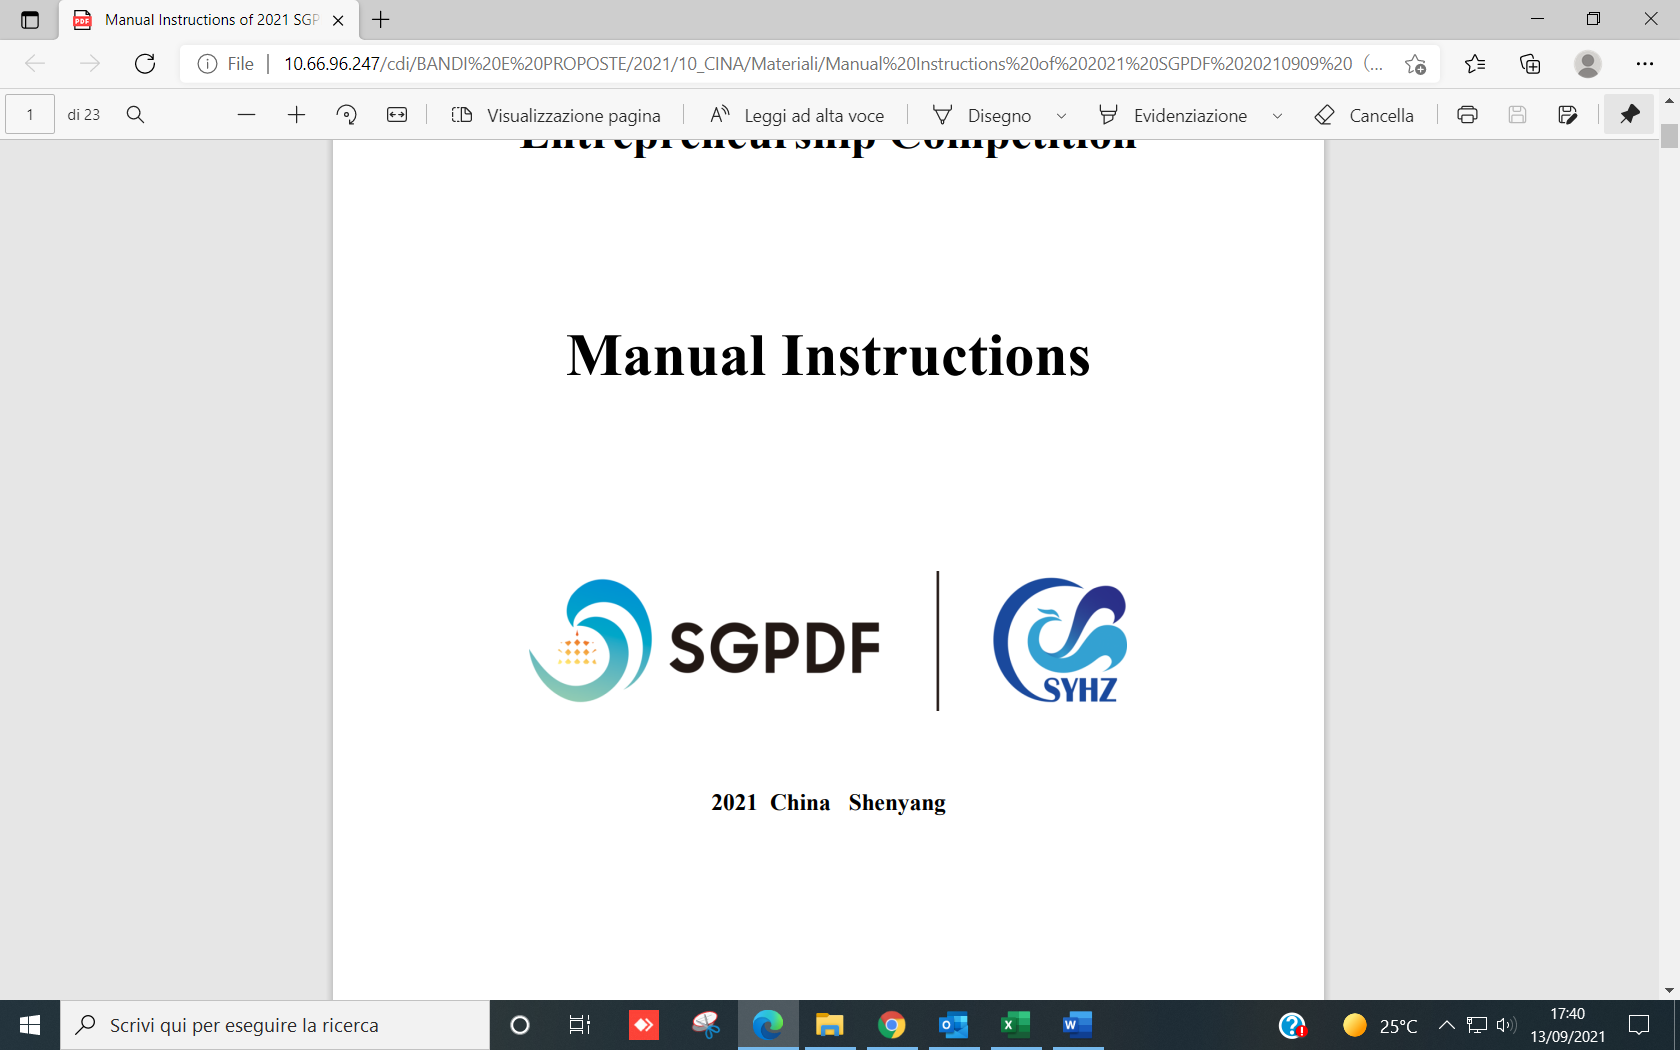 Manual Instructions of 2021 SGP
File
10.66.96.247/cdi/BANDI%20E%20PROPOSTE/2021/10_CINA/Materiali/Manual%20Instructions%20of%202021%20SGPDF%2020210909%20（...
1 di 23
Visualizzazione pagina
Leggi ad alta voce
Disegno
Evidenziazione
Cancella
Entrepreneurship Competition
Manual Instructions
SGPDF
SYHZ
2021 China Shenyang
Scrivi qui per eseguire la ricerca
25°C
17:40
13/09/2021